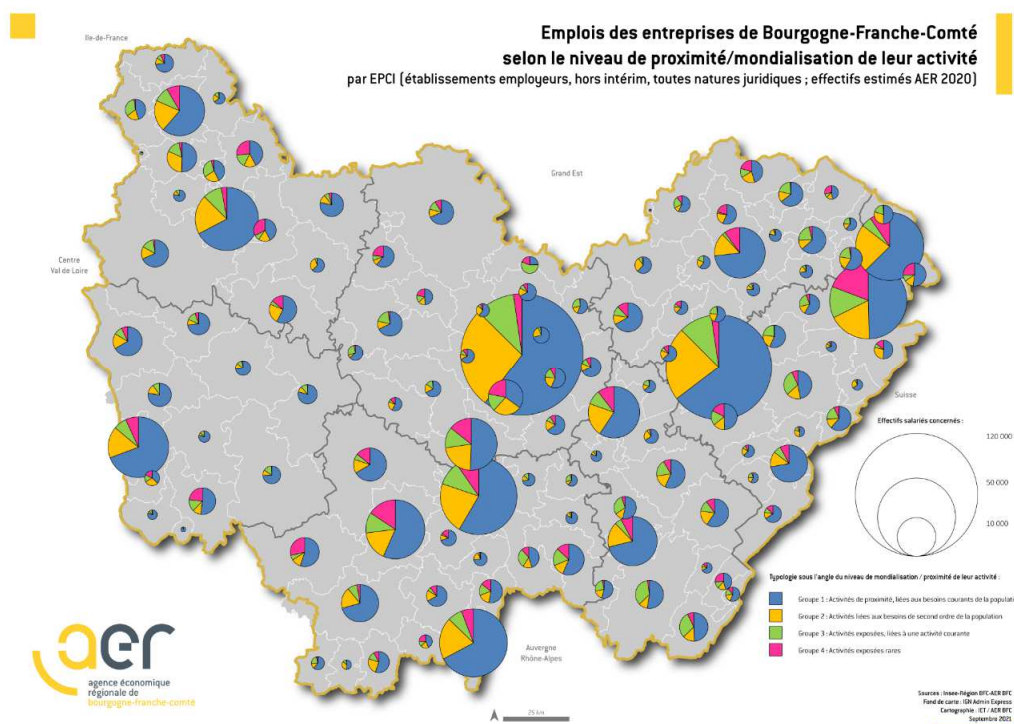 Emplois des entreprises de Bourgogne-Franche-Comté
selon le niveau de proximité/mondialisation de leur activité
par EPCI (établissements employeurs, hors intérim, toutes natures juridiques ; effectifs estimés AER 2020)
Ile-de-France
Grand Est
Centre
Val de Loire
Suisse
Auvergne
Rhône-Alpes
Effectifs salariés concernés :
120 000
50 000
10 000
Typologie sous l'angle du niveau de mondialisation / proximité de leur activité :
Groupe 1 : Activités de proximité, liées aux besoins courants de la populati
Groupe 2 : Activités liées aux besoins de second ordre de la population
Groupe 3 : Activités exposées, liées à une activité courante
Groupe 4 : Activités exposées rares
aer
agence économique
régionale de
bourgogne-franche-comté
25 km
Sources : Insee-Région BFC-AER BFC
Fond de carte : IGN Admin Express
Cartographie : IET / AER BFC
Septembre 2021